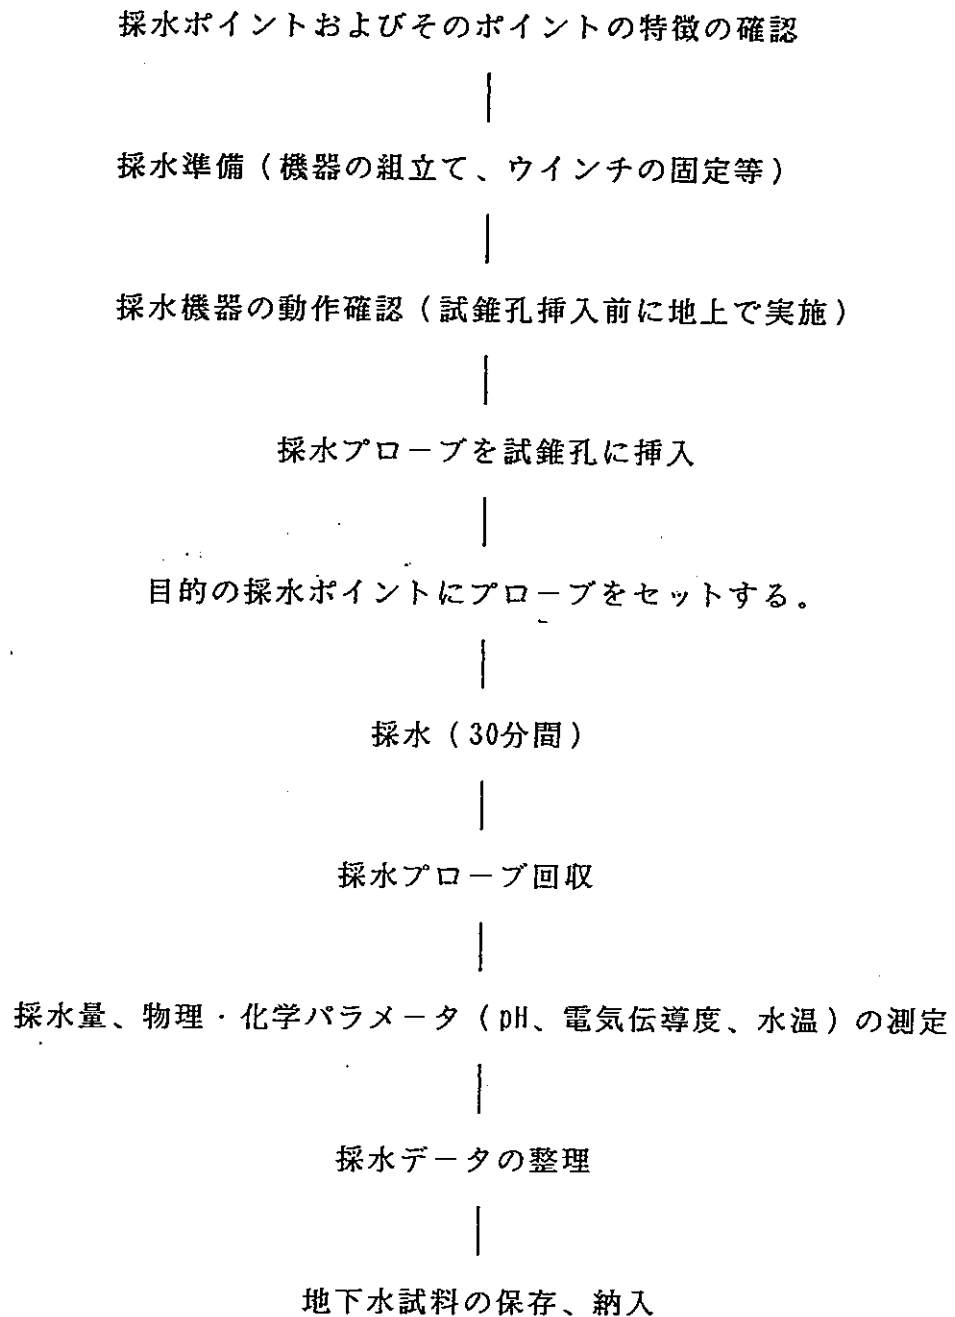 採水ポイントおよびそのポイントの特徴の確認
採水準備（機器の組立て、ウインチの固定等）
採水機器の動作確認（試錐孔挿入前に地上で実施）
採水プローブを試錐孔に挿入
目的の採水ポイントにプローブをセットする。
採水（30分間）
採水プローブ回収
採水量、物理・化学パラメータ（pH、電気伝導度、水温）の測定
採水データの整理
地下水試料の保存、納入